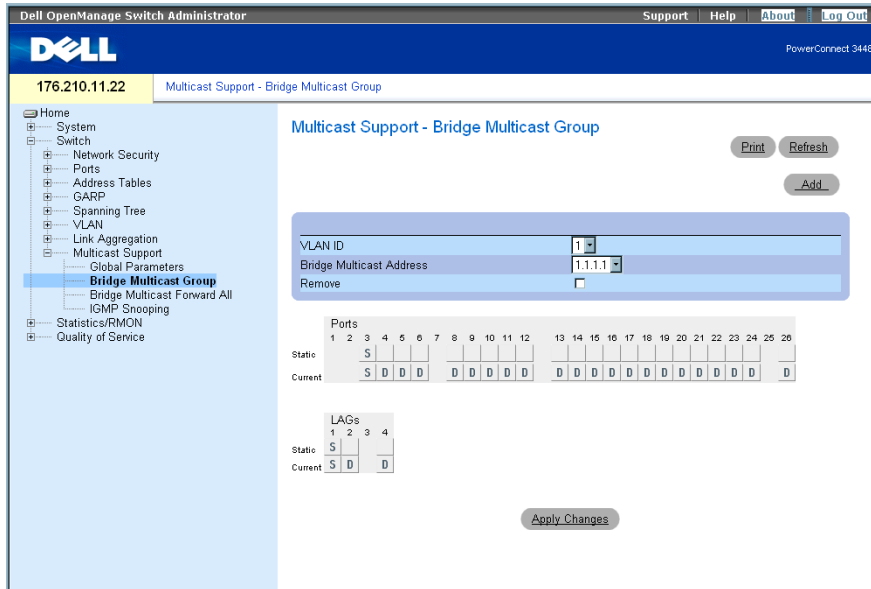 Dell OpenManage Switch Administrator Support Help About Log Out
DELL
PowerConnect 3448
176.210.11.22 Multicast Support - Bridge Multicast Group
Home
System
Switch
Network Security
Ports
Address Tables
GARP
Spanning Tree
VLAN
Link Aggregation
Multicast Support
Global Parameters
Bridge Multicast Group
Bridge Multicast Forward All
IGMP Snooping
Statistics/RMON
Quality of Service
Multicast Support - Bridge Multicast Group
Print Refresh
Add
VLAN ID 1
Bridge Multicast Address 1.1.1.1
Remove
Ports
1 2 3 4 5 6 7 8 9 10 11 12 13 14 15 16 17 18 19 20 21 22 23 24 25 26
Static S
Current S D D D D D D D D D D D D D D D D D D D D D
LAGs
1 2 3 4
Static S
Current S D D
Apply Changes